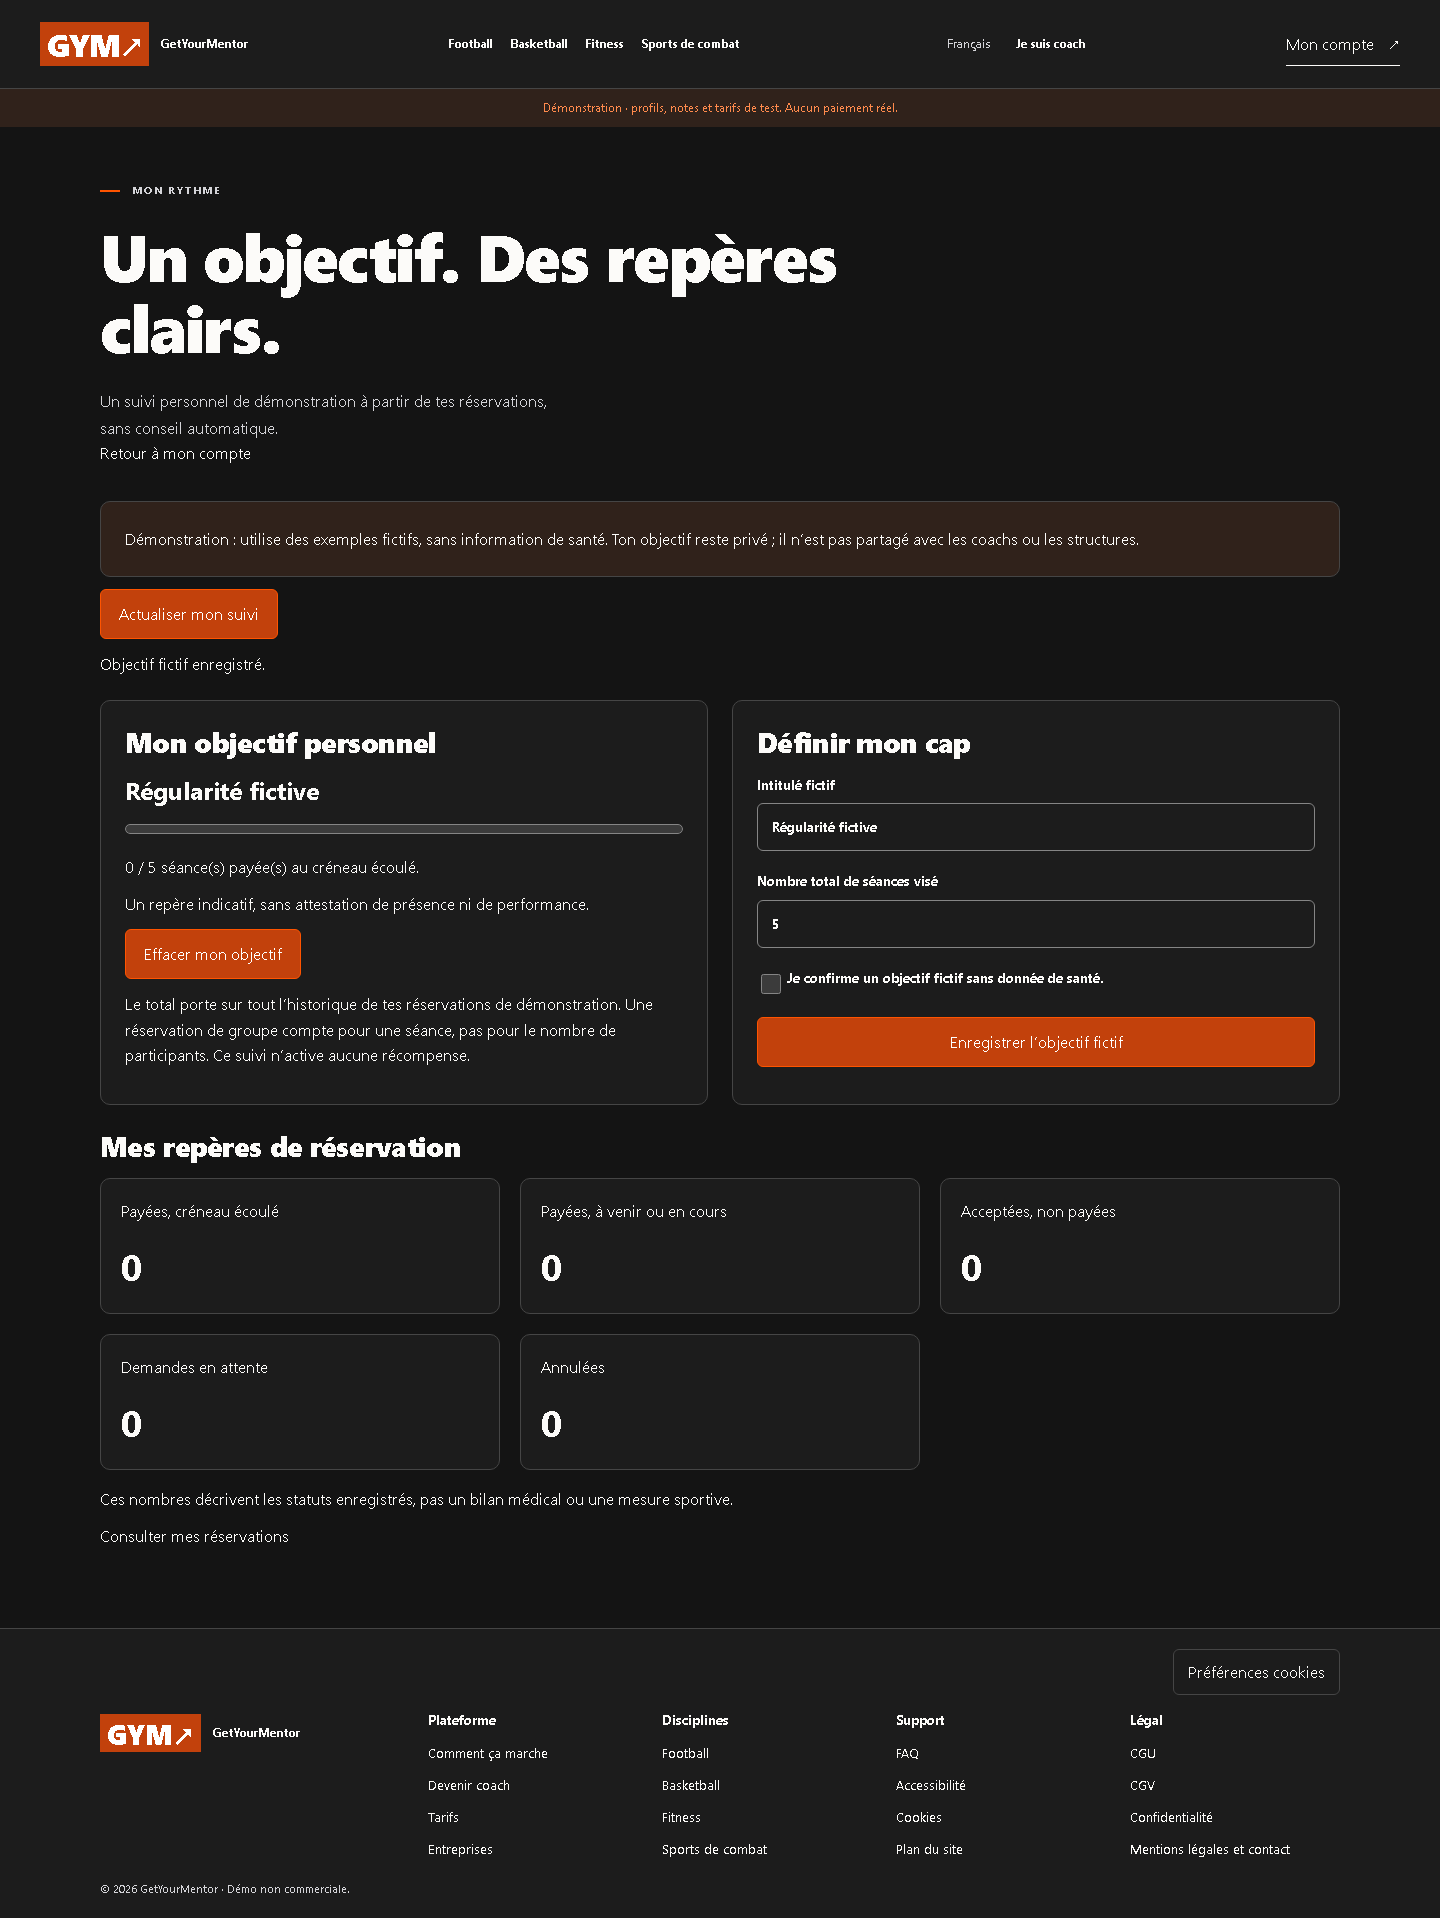 GYM↗ GetYourMentor
Football Basketball Fitness Sports de combat
Français Je suis coach
Mon compte ↗
Démonstration · profils, notes et tarifs de test. Aucun paiement réel.
MON RYTHME
Un objectif. Des repères
clairs.
Un suivi personnel de démonstration à partir de tes réservations,
sans conseil automatique.
Retour à mon compte
Démonstration : utilise des exemples fictifs, sans information de santé. Ton objectif reste privé ; il n’est pas partagé avec les coachs ou les structures.
Actualiser mon suivi
Objectif fictif enregistré.
Mon objectif personnel
Régularité fictive
0 / 5 séance(s) payée(s) au créneau écoulé.
Un repère indicatif, sans attestation de présence ni de performance.
Effacer mon objectif
Le total porte sur tout l’historique de tes réservations de démonstration. Une
réservation de groupe compte pour une séance, pas pour le nombre de
participants. Ce suivi n’active aucune récompense.
Définir mon cap
Intitulé fictif
Régularité fictive
Nombre total de séances visé
5
Je confirme un objectif fictif sans donnée de santé.
Enregistrer l’objectif fictif
Mes repères de réservation
Payées, créneau écoulé
0
Payées, à venir ou en cours
0
Acceptées, non payées
0
Demandes en attente
0
Annulées
0
Ces nombres décrivent les statuts enregistrés, pas un bilan médical ou une mesure sportive.
Consulter mes réservations
Préférences cookies
GYM↗ GetYourMentor
Plateforme
Comment ça marche
Devenir coach
Tarifs
Entreprises
Disciplines
Football
Basketball
Fitness
Sports de combat
Support
FAQ
Accessibilité
Cookies
Plan du site
Légal
CGU
CGV
Confidentialité
Mentions légales et contact
© 2026 GetYourMentor · Démo non commerciale.